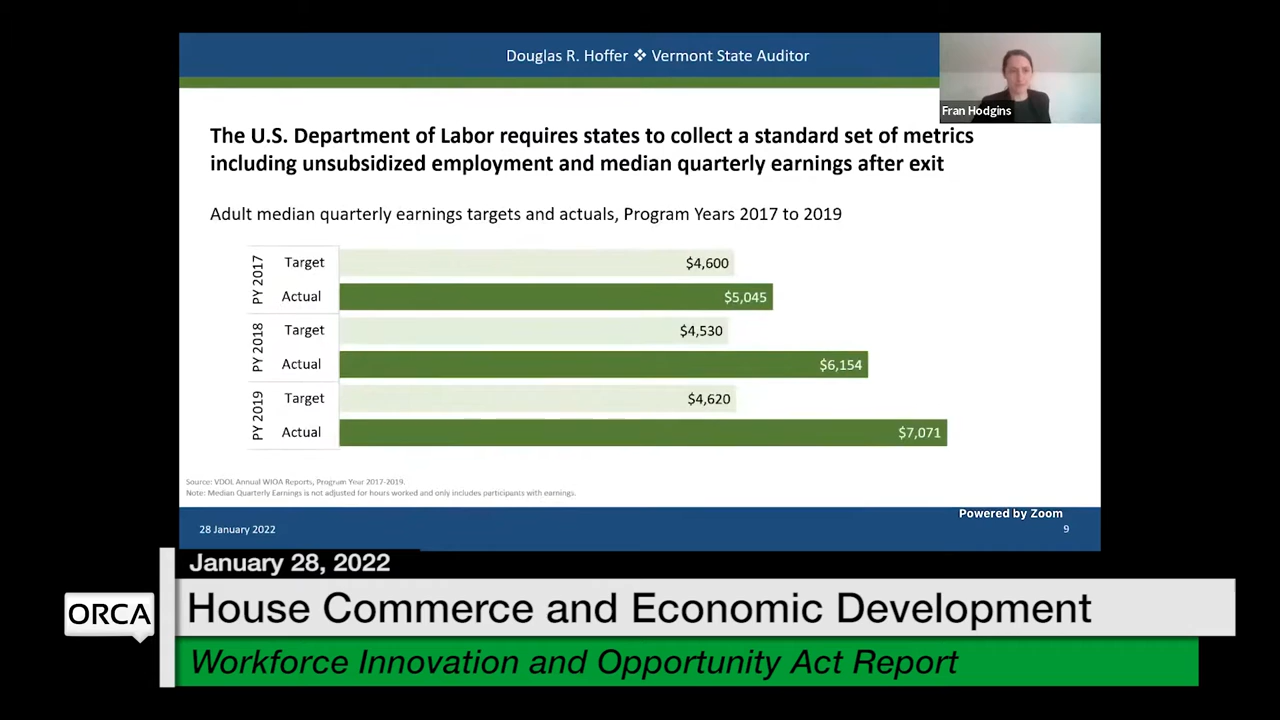 Douglas R. Hoffer ❖ Vermont State Auditor
Fran Hodgins
The U.S. Department of Labor requires states to collect a standard set of metrics
including unsubsidized employment and median quarterly earnings after exit
Adult median quarterly earnings targets and actuals, Program Years 2017 to 2019
PY 2017
Target
$4,600
Actual
$5,045
PY 2018
Target
$4,530
Actual
$6,154
PY 2019
Target
$4,620
Actual
$7,071
Source: VDOL Annual WIOA Reports, Program Year 2017-2019.
Note: Median Quarterly Earnings is not adjusted for hours worked and only includes participants with earnings.
Powered by Zoom
28 January 2022
9
January 28, 2022
ORCA
House Commerce and Economic Development
Workforce Innovation and Opportunity Act Report